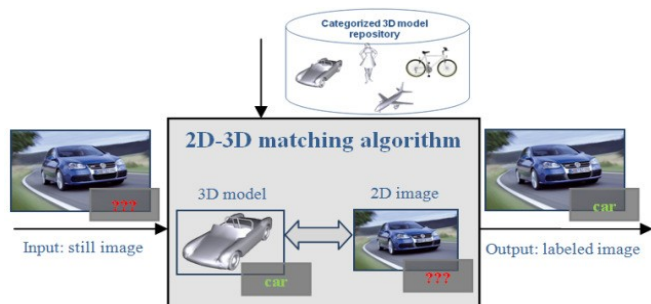 Categorized 3D model
repository
2D-3D matching algorithm
3D model
2D image
???
car
???
car
Input: still image
Output: labeled image